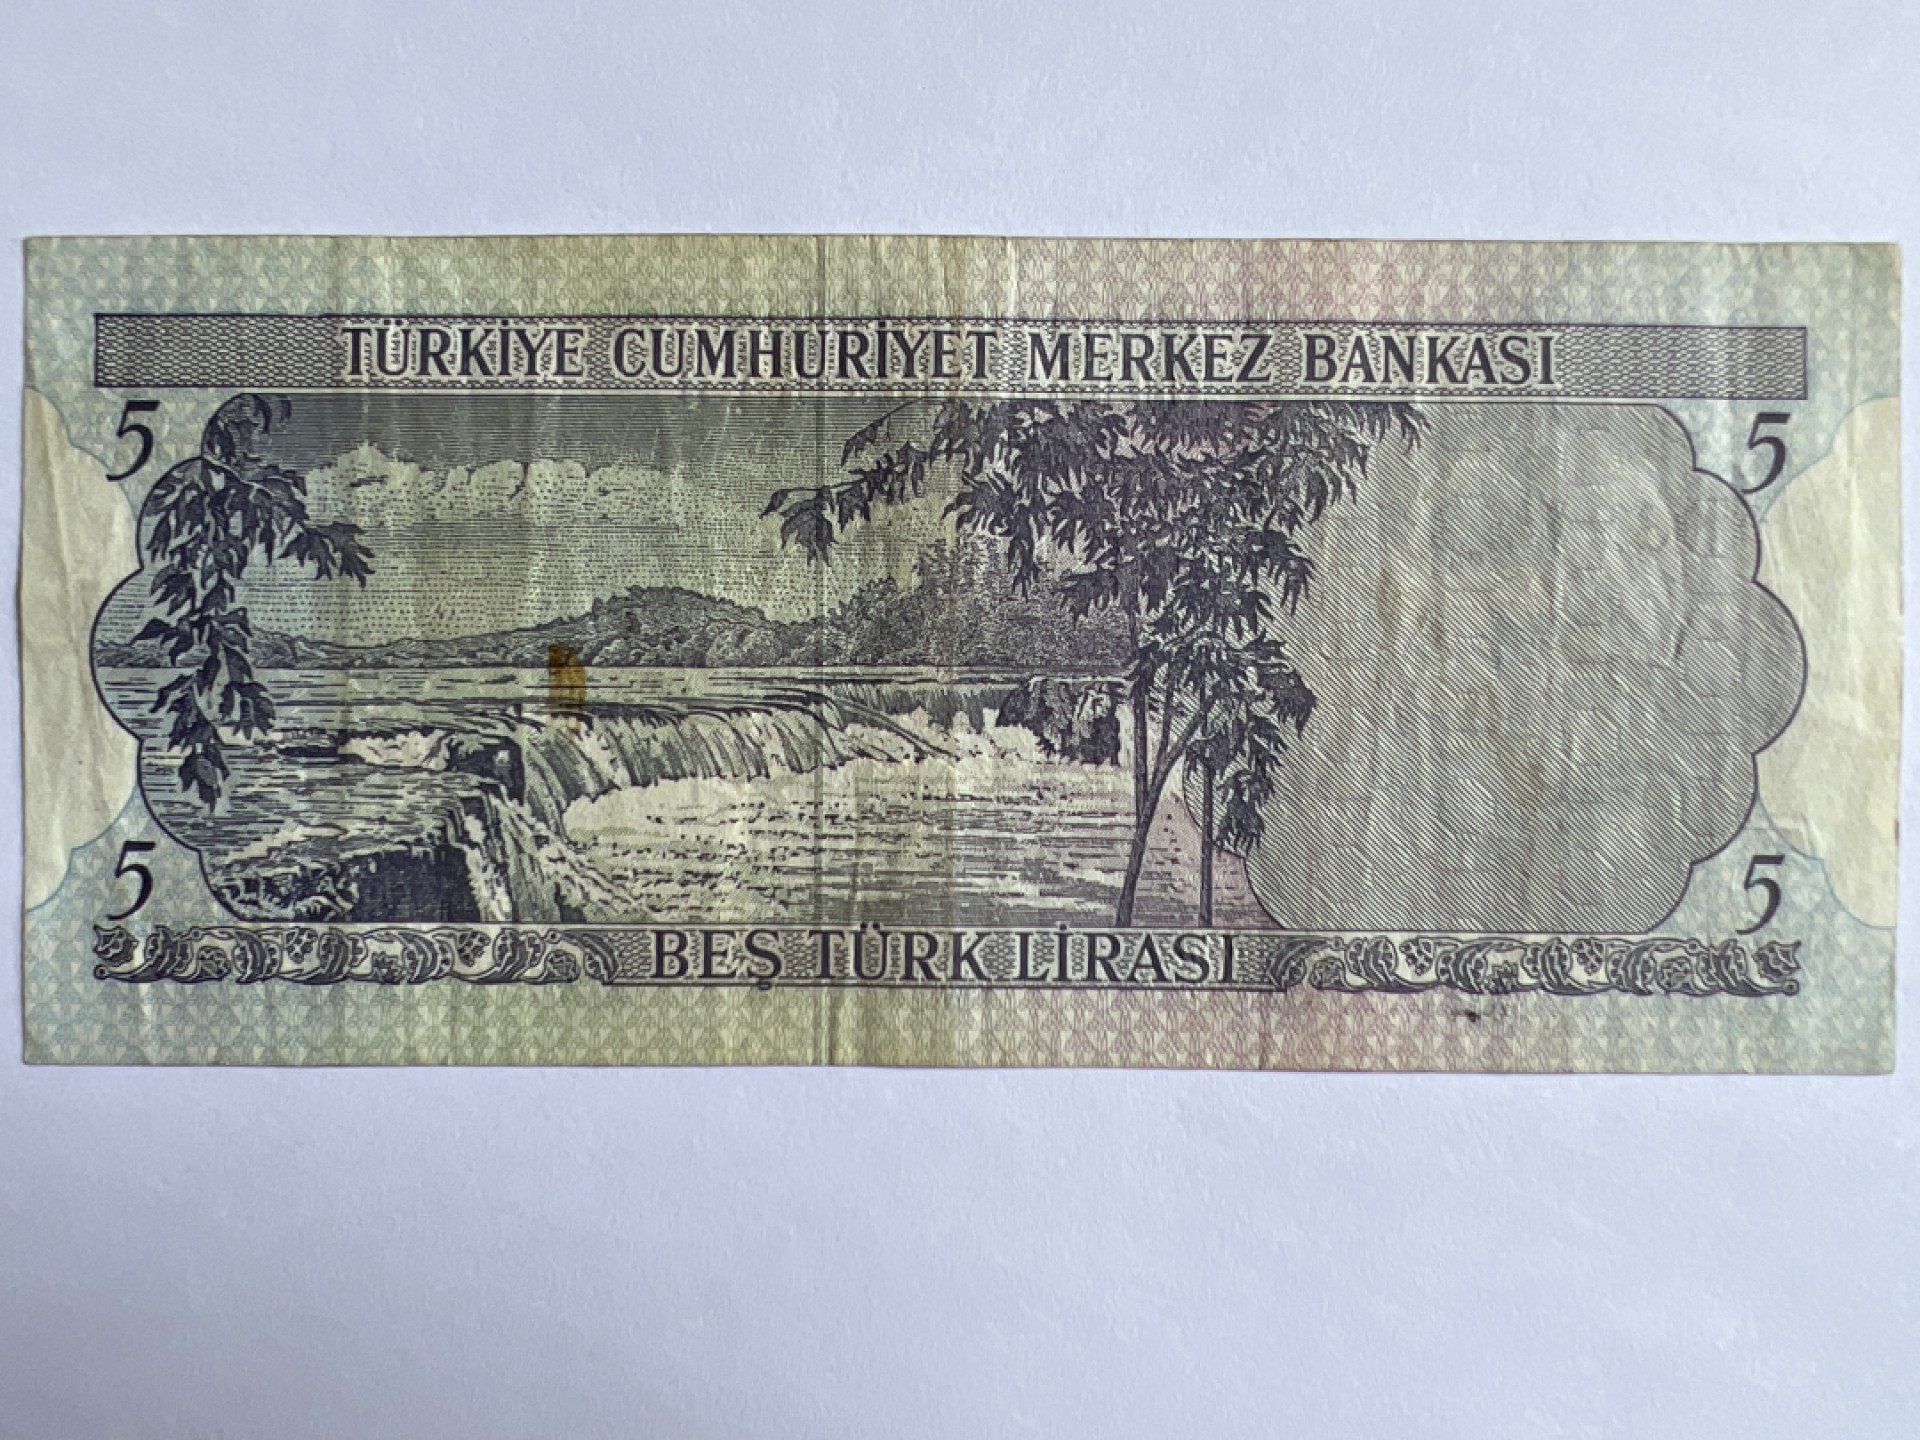 TÜRKİYE CUMHURİYET MERKEZ BANKASI
5 5
5 5
BEŞ TÜRK LİRASI